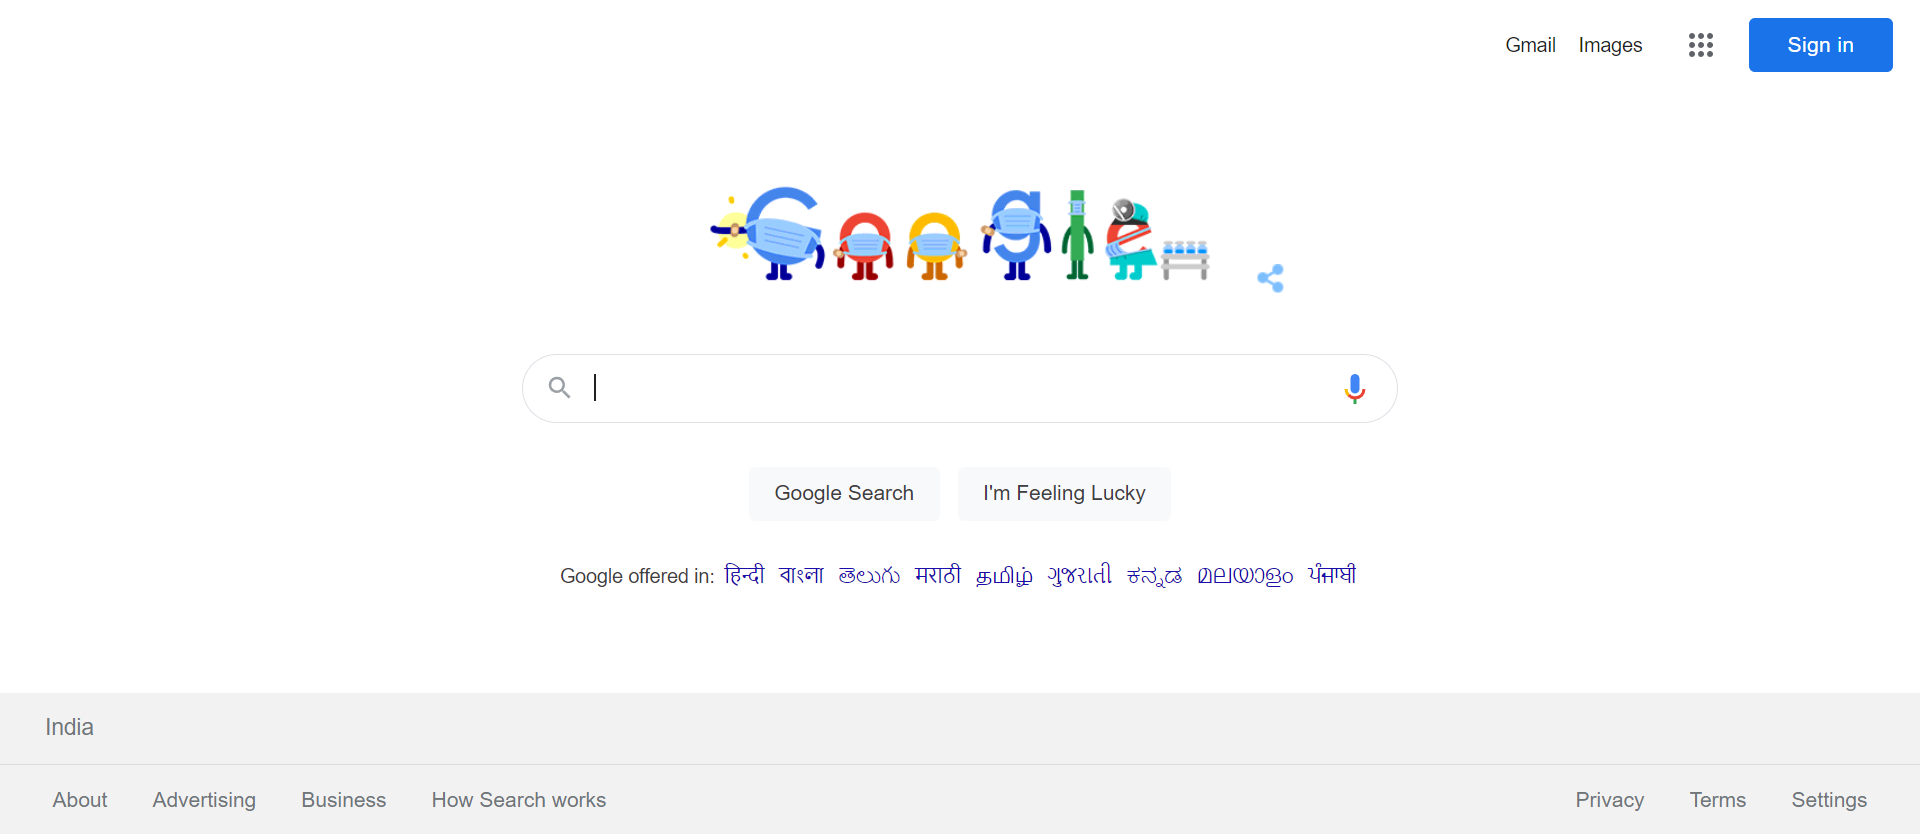 Gmail Images Sign in
Google
Google Search I'm Feeling Lucky
Google offered in: हिन्दी বাংলা తెలుగు मराठी தமிழ் ગુજરાતી ಕನ್ನಡ മലയാളം ਪੰਜਾਬੀ
India
About Advertising Business How Search works Privacy Terms Settings